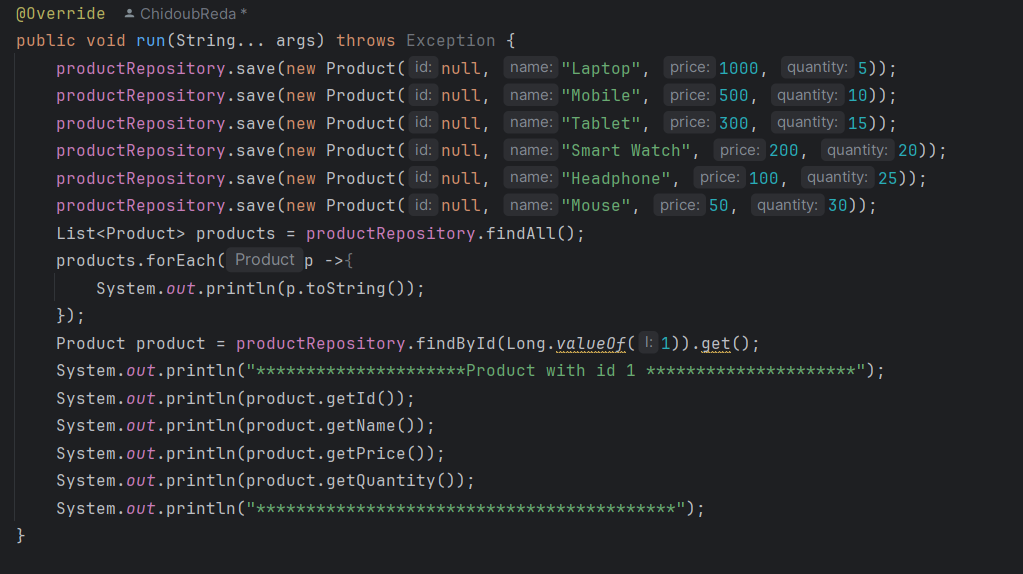 @Override ChidoubReda *
public void run(String... args) throws Exception {
productRepository.save(new Product( id: null, name: "Laptop", price: 1000, quantity: 5));
productRepository.save(new Product( id: null, name: "Mobile", price: 500, quantity: 10));
productRepository.save(new Product( id: null, name: "Tablet", price: 300, quantity: 15));
productRepository.save(new Product( id: null, name: "Smart Watch", price: 200, quantity: 20));
productRepository.save(new Product( id: null, name: "Headphone", price: 100, quantity: 25));
productRepository.save(new Product( id: null, name: "Mouse", price: 50, quantity: 30));
List<Product> products = productRepository.findAll();
products.forEach( Product p ->{
System.out.println(p.toString());
});
Product product = productRepository.findById(Long.valueOf( l: 1)).get();
System.out.println("*********************Product with id 1 *********************");
System.out.println(product.getId());
System.out.println(product.getName());
System.out.println(product.getPrice());
System.out.println(product.getQuantity());
System.out.println("******************************************");
}